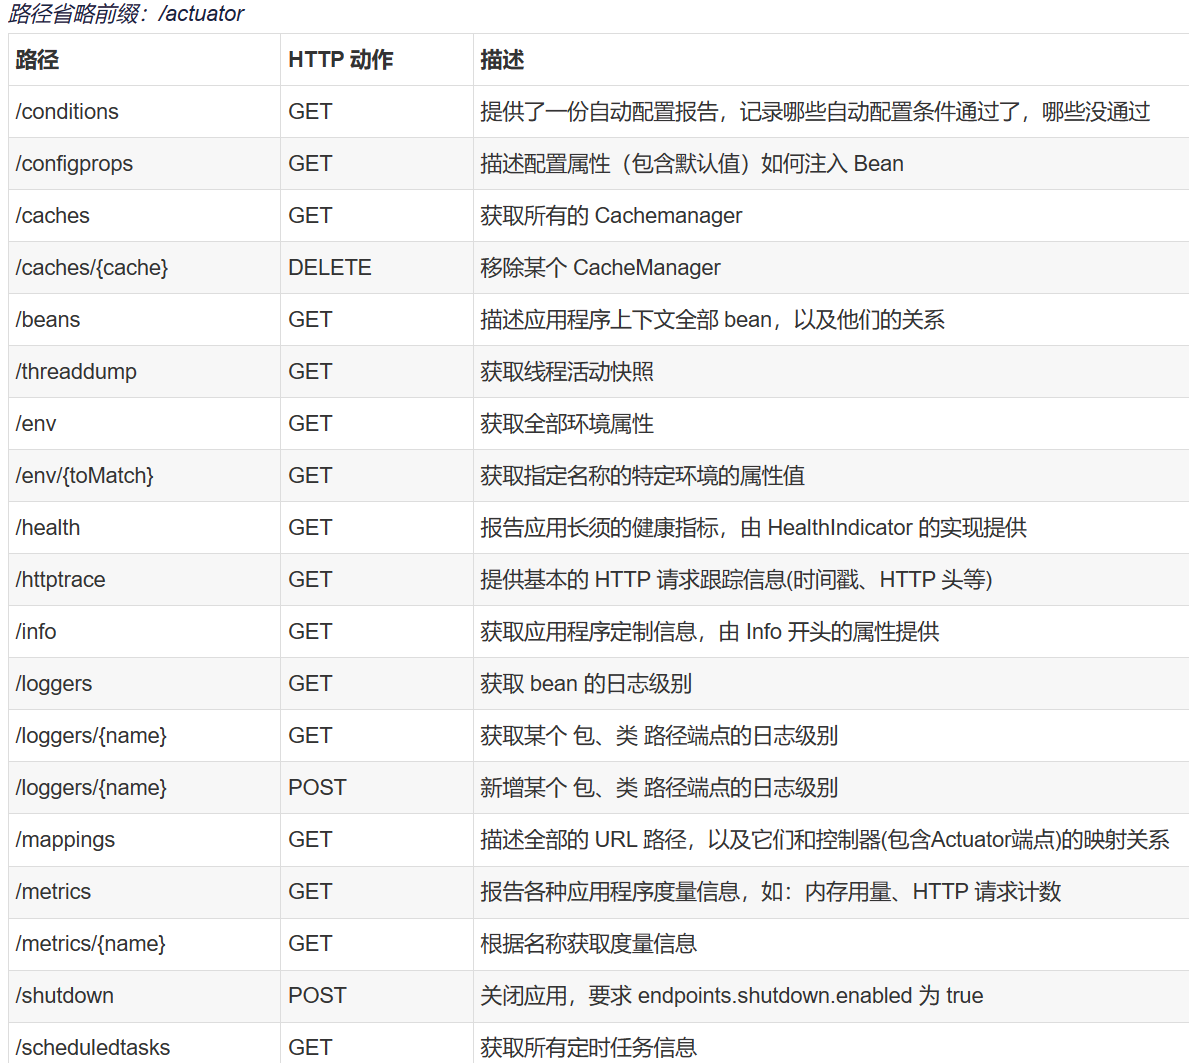 路径省略前缀：/actuator
路径 HTTP 动作 描述
/conditions GET 提供了一份自动配置报告，记录哪些自动配置条件通过了，哪些没通过
/configprops GET 描述配置属性（包含默认值）如何注入 Bean
/caches GET 获取所有的 Cachemanager
/caches/{cache} DELETE 移除某个 CacheManager
/beans GET 描述应用程序上下文全部 bean，以及他们的关系
/threaddump GET 获取线程活动快照
/env GET 获取全部环境属性
/env/{toMatch} GET 获取指定名称的特定环境的属性值
/health GET 报告应用长须的健康指标，由 HealthIndicator 的实现提供
/httptrace GET 提供基本的 HTTP 请求跟踪信息(时间戳、HTTP 头等)
/info GET 获取应用程序定制信息，由 Info 开头的属性提供
/loggers GET 获取 bean 的日志级别
/loggers/{name} GET 获取某个 包、类 路径端点的日志级别
/loggers/{name} POST 新增某个 包、类 路径端点的日志级别
/mappings GET 描述全部的 URL 路径，以及它们和控制器(包含Actuator端点)的映射关系
/metrics GET 报告各种应用程序度量信息，如：内存用量、HTTP 请求计数
/metrics/{name} GET 根据名称获取度量信息
/shutdown POST 关闭应用，要求 endpoints.shutdown.enabled 为 true
/scheduledtasks GET 获取所有定时任务信息